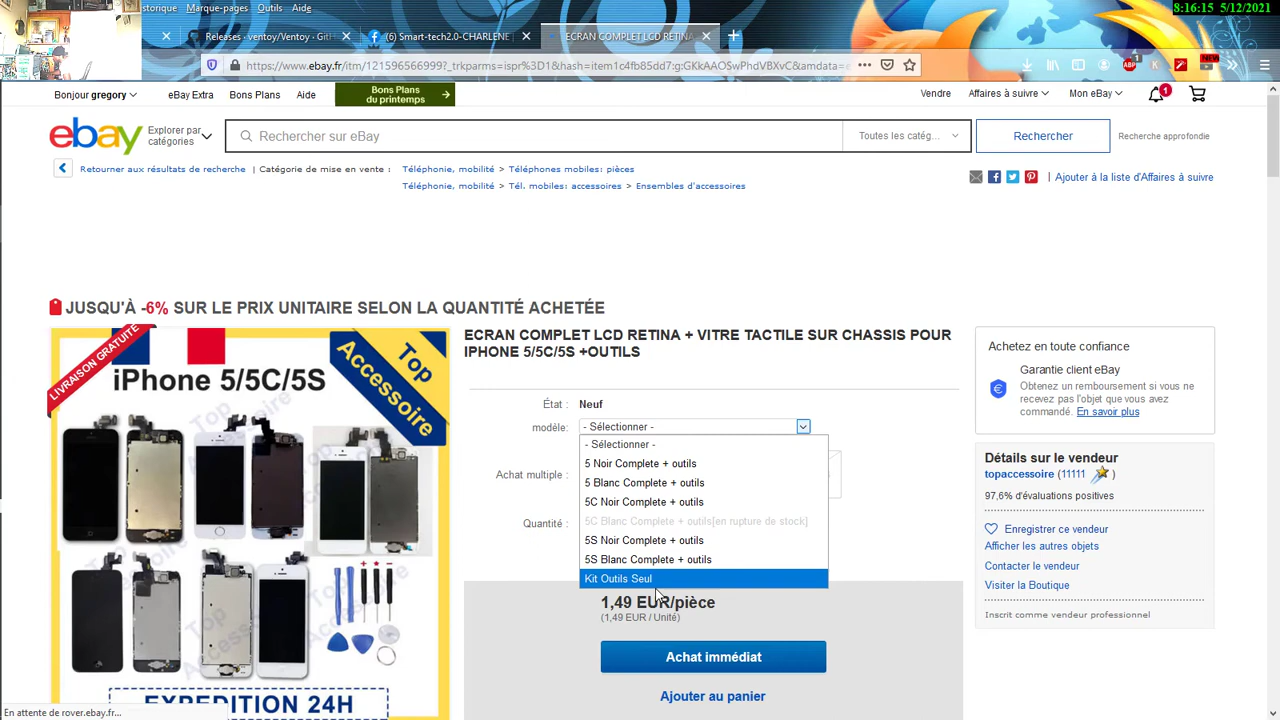 storique Marque-pages Outils Aide
8:16:15 5/12/2021
Releases · ventoy/Ventoy · GitH
(6) Smart-tech2.0-CHARLENE
ECRAN COMPLET LCD RETINA
https://www.ebay.fr/itm/121596566999?_trkparms=ispr%3D1&hash=item1c4fb85dd7:g:GKkAAOSwPhdVBXvC&amdata=e
Bonjour gregory eBay Extra Bons Plans Aide
Bons Plans
du printemps
Vendre Affaires à suivre Mon eBay 1
ebay
Explorer par
catégories
Rechercher sur eBay
Toutes les catég...
Rechercher
Recherche approfondie
Retourner aux résultats de recherche | Catégorie de mise en vente :
Téléphonie, mobilité > Téléphones mobiles: pièces
Téléphonie, mobilité > Tél. mobiles: accessoires > Ensembles d'accessoires
| Ajouter à la liste d'Affaires à suivre
JUSQU'À -6% SUR LE PRIX UNITAIRE SELON LA QUANTITÉ ACHETÉE
LIVRAISON GRATUITE
iPhone 5/5C/5S
Top
Accessoire
EXPEDITION 24H
ECRAN COMPLET LCD RETINA + VITRE TACTILE SUR CHASSIS POUR
IPHONE 5/5C/5S +OUTILS
État : Neuf
modèle: - Sélectionner -
- Sélectionner -
5 Noir Complete + outils
Achat multiple :
5 Blanc Complete + outils
5C Noir Complete + outils
Quantité :
5C Blanc Complete + outils[en rupture de stock]
5S Noir Complete + outils
5S Blanc Complete + outils
Kit Outils Seul
1,49 EUR/pièce
(1,49 EUR / Unité)
Achat immédiat
Ajouter au panier
Achetez en toute confiance
Garantie client eBay
Obtenez un remboursement si vous ne
recevez pas l'objet que vous avez
commandé. En savoir plus
Détails sur le vendeur
topaccessoire (11111 )
97,6% d'évaluations positives
Enregistrer ce vendeur
Afficher les autres objets
Contacter le vendeur
Visiter la Boutique
Inscrit comme vendeur professionnel
En attente de rover.ebay.fr...